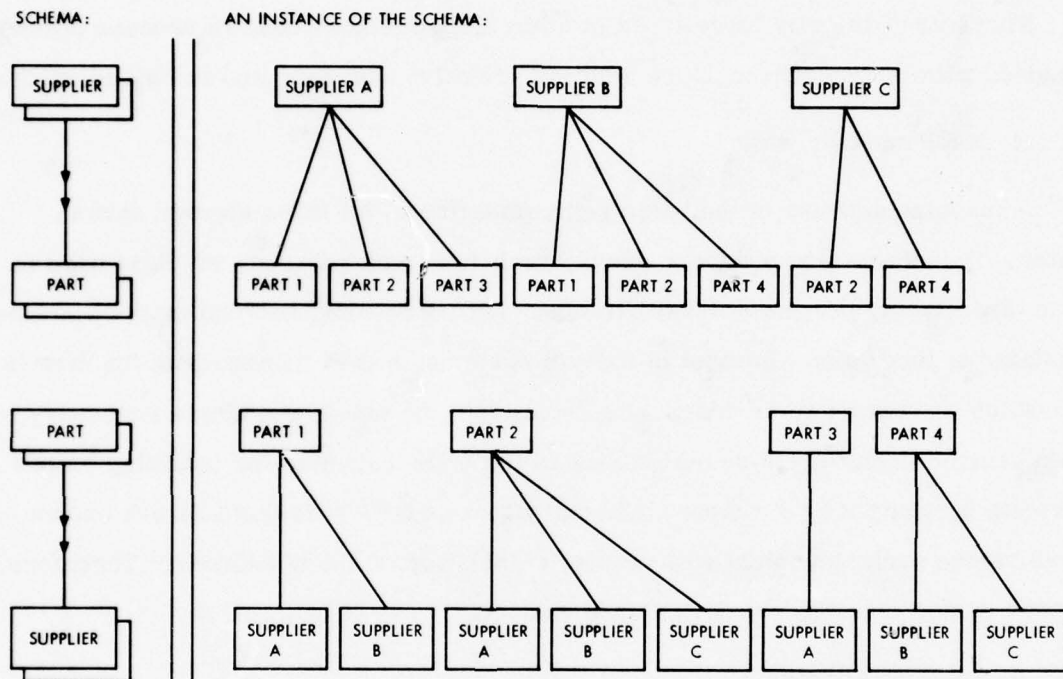 SCHEMA: AN INSTANCE OF THE SCHEMA:
SUPPLIER SUPPLIER A SUPPLIER B SUPPLIER C
PART PART 1 PART 2 PART 3 PART 1 PART 2 PART 4 PART 2 PART 4
PART PART 1 PART 2 PART 3 PART 4
SUPPLIER SUPPLIER SUPPLIER SUPPLIER SUPPLIER SUPPLIER SUPPLIER SUPPLIER SUPPLIER
A B A B C A B C